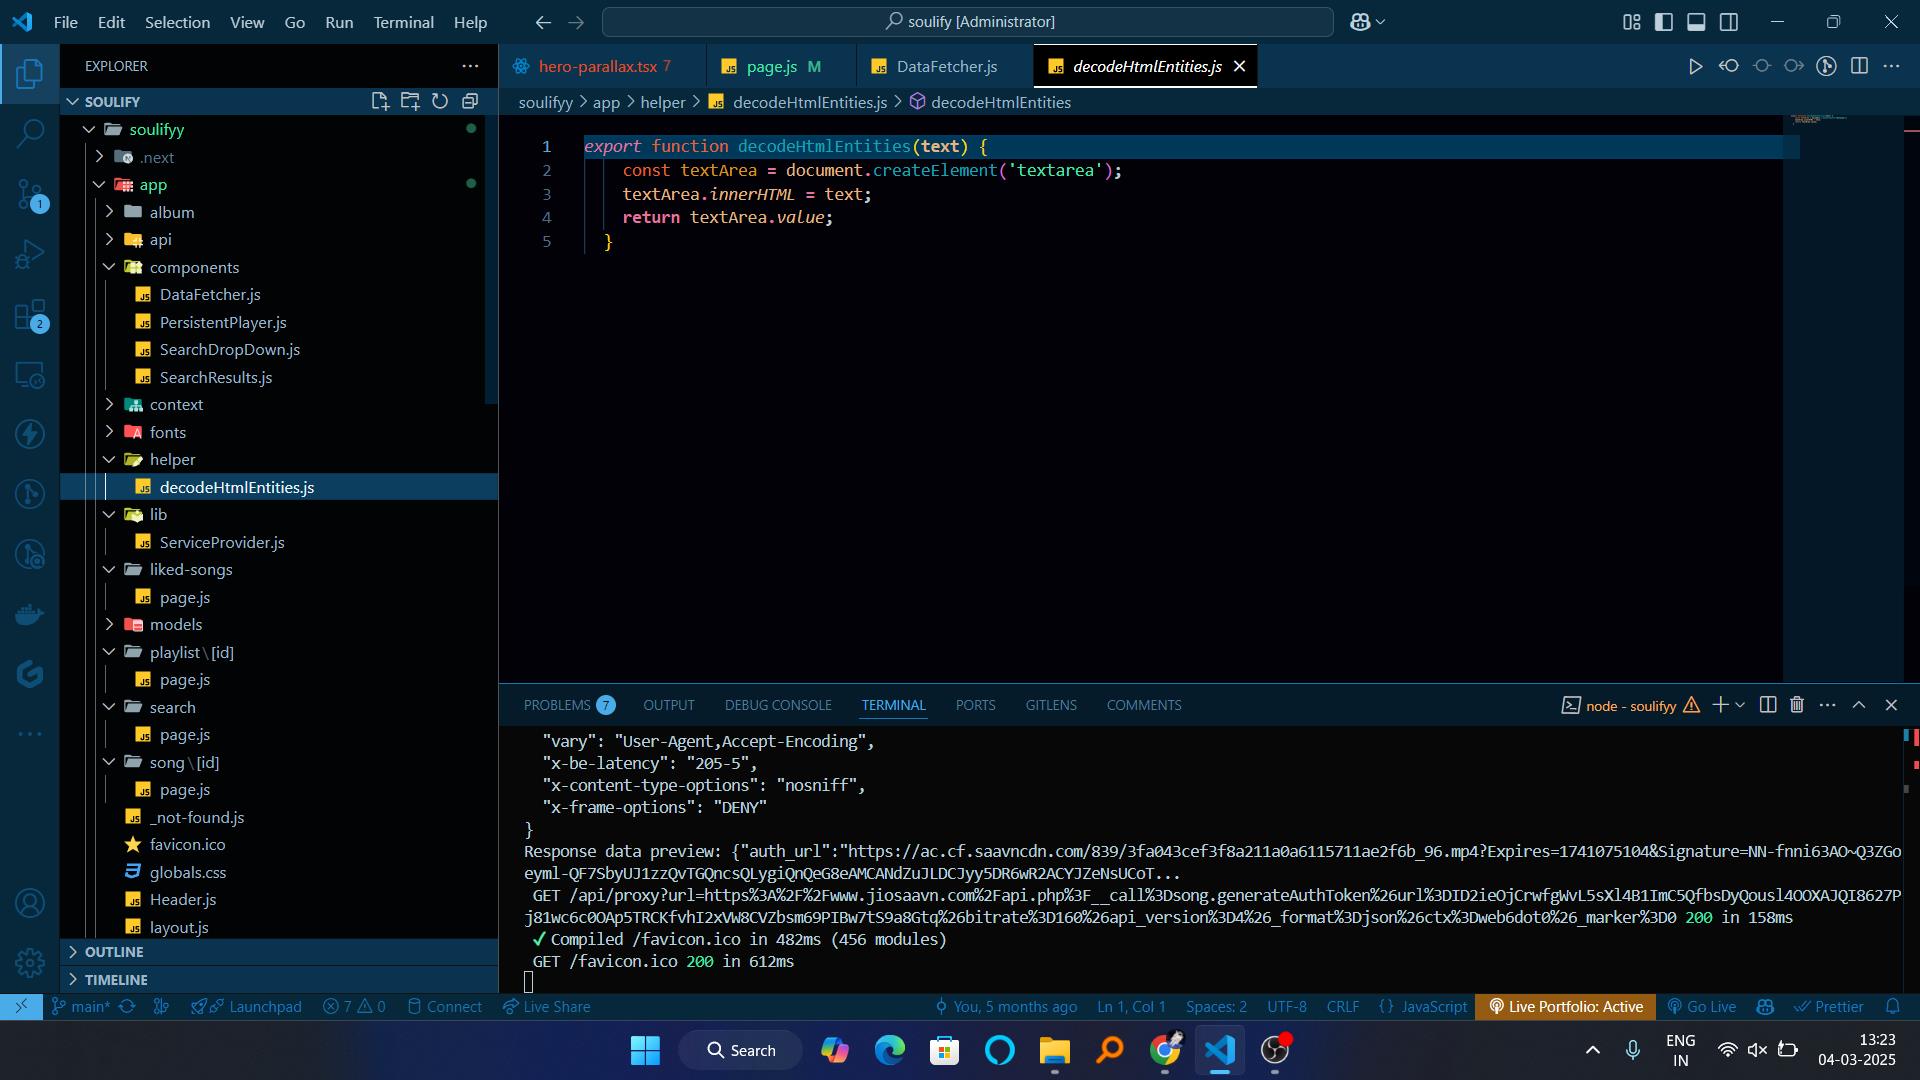 File Edit Selection View Go Run Terminal Help
soulify [Administrator]
EXPLORER
hero-parallax.tsx 7
page.js M
DataFetcher.js
decodeHtmlEntities.js
SOULIFY
soulifyy > app > helper > decodeHtmlEntities.js > decodeHtmlEntities
soulifyy
.next
app
album
api
components
DataFetcher.js
PersistentPlayer.js
SearchDropDown.js
SearchResults.js
context
fonts
helper
decodeHtmlEntities.js
lib
ServiceProvider.js
liked-songs
page.js
models
playlist\[id]
page.js
search
page.js
song\[id]
page.js
_not-found.js
favicon.ico
globals.css
Header.js
layout.js
OUTLINE
TIMELINE
1
2
1 export function decodeHtmlEntities(text) {
2 const textArea = document.createElement('textarea');
3 textArea.innerHTML = text;
4 return textArea.value;
5 }
PROBLEMS 7 OUTPUT DEBUG CONSOLE TERMINAL PORTS GITLENS COMMENTS
node - soulifyy
"vary": "User-Agent,Accept-Encoding",
"x-be-latency": "205-5",
"x-content-type-options": "nosniff",
"x-frame-options": "DENY"
}
Response data preview: {"auth_url":"https://ac.cf.saavncdn.com/839/3fa043cef3f8a211a0a6115711ae2f6b_96.mp4?Expires=1741075104&Signature=NN-fnni63AO~Q3ZGo
eyml-QF7SbyUJ1zzQvTGQncsQLygiQnQeG8eAMCANdZuJLDCJyy5DR6wR2ACYJZeNsUCoT...
GET /api/proxy?url=https%3A%2F%2Fwww.jiosaavn.com%2Fapi.php%3F__call%3Dsong.generateAuthToken%26url%3DID2ieOjCrwfgWvL5sXl4B1ImC5QfbsDyQousl4OOXAJQI8627P
j81wc6c0OAp5TRCKfvhI2xVW8CVZbsm69PIBw7tS9a8Gtq%26bitrate%3D160%26api_version%3D4%26_format%3Djson%26ctx%3Dweb6dot0%26_marker%3D0 200 in 158ms
✓ Compiled /favicon.ico in 482ms (456 modules)
GET /favicon.ico 200 in 612ms
main* Launchpad 7 0 Connect Live Share
You, 5 months ago Ln 1, Col 1 Spaces: 2 UTF-8 CRLF {} JavaScript Live Portfolio: Active Go Live Prettier
Search
ENG
IN
13:23
04-03-2025